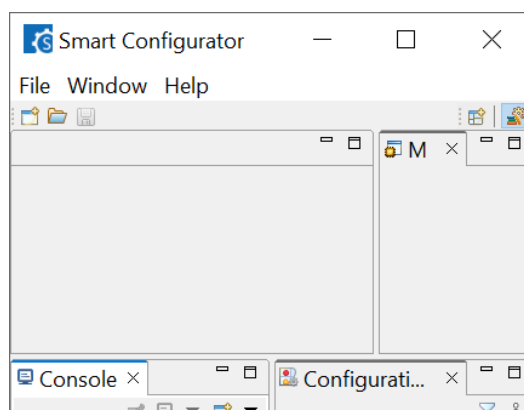 Smart Configurator
File Window Help
M
Console
Configurati...